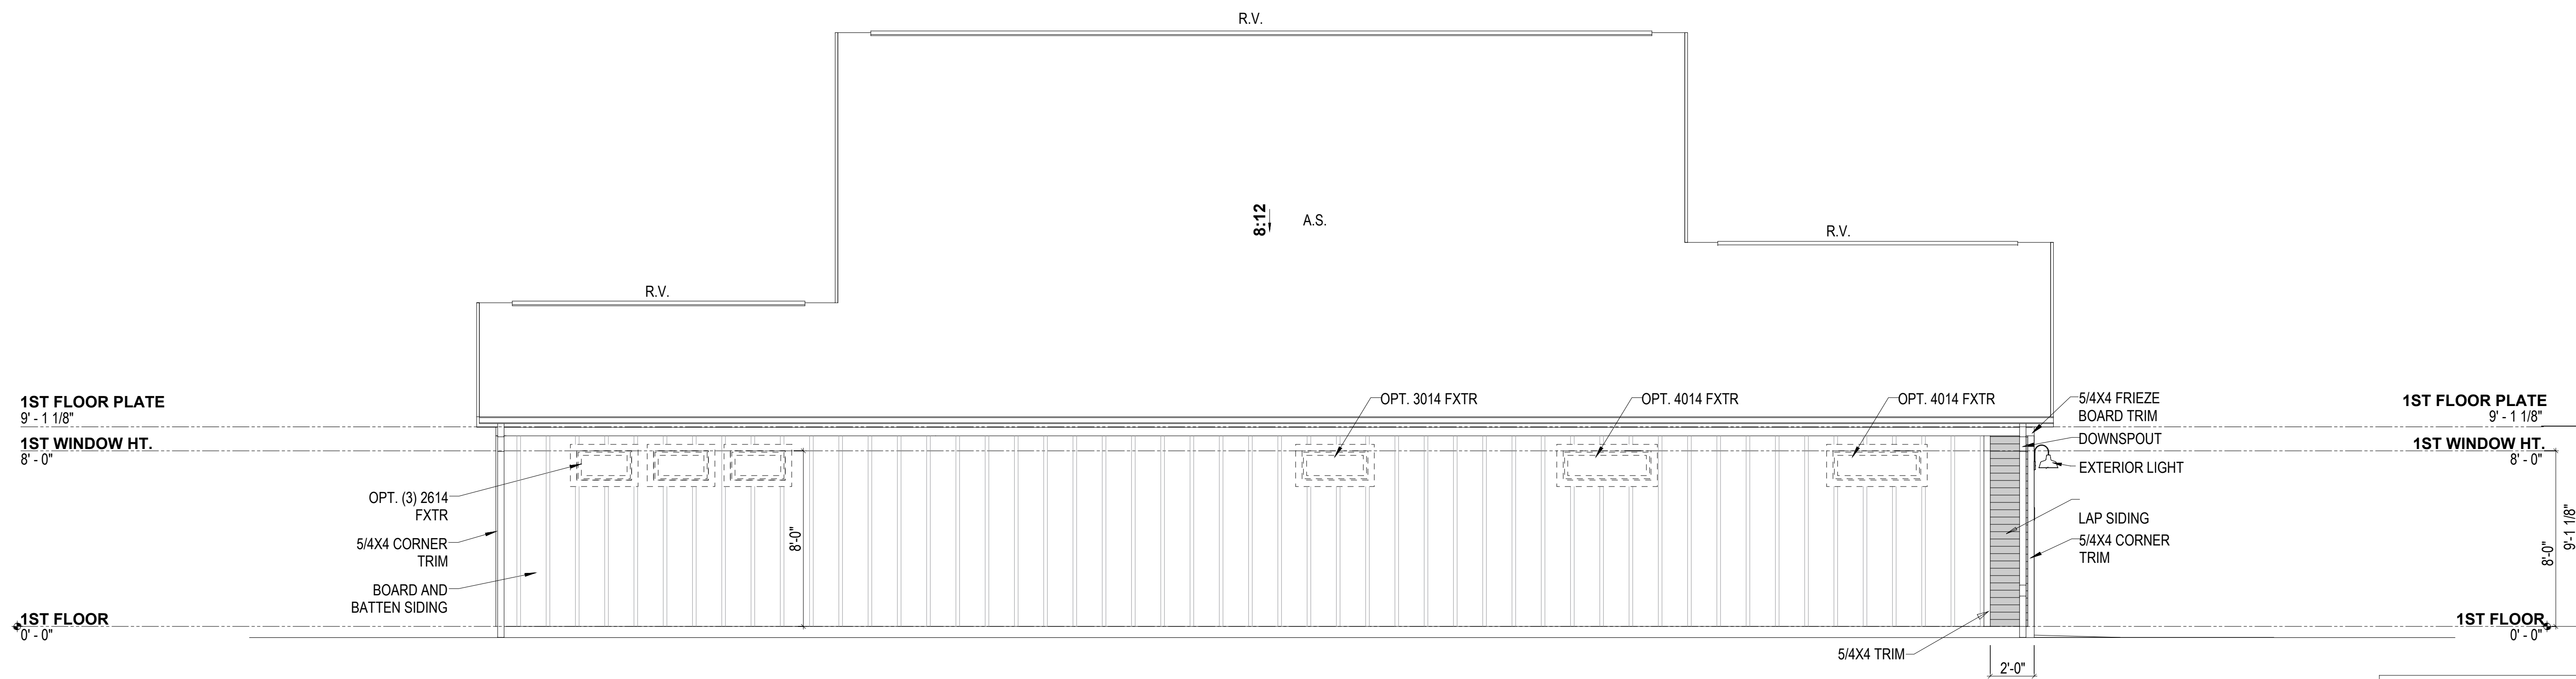 R.V.
8:12
A.S.
R.V.
R.V.
1ST FLOOR PLATE
9' - 1 1/8"
1ST WINDOW HT.
8' - 0"
OPT. (3) 2614
FXTR
5/4X4 CORNER
TRIM
BOARD AND
BATTEN SIDING
1ST FLOOR
0' - 0"
8'-0"
OPT. 3014 FXTR
OPT. 4014 FXTR
OPT. 4014 FXTR
5/4X4 FRIEZE
BOARD TRIM
DOWNSPOUT
EXTERIOR LIGHT
LAP SIDING
5/4X4 CORNER
TRIM
5/4X4 TRIM
2'-0"
1ST FLOOR PLATE
9' - 1 1/8"
1ST WINDOW HT.
8' - 0"
8'-0"
9'-1 1/8"
1ST FLOOR
0' - 0"